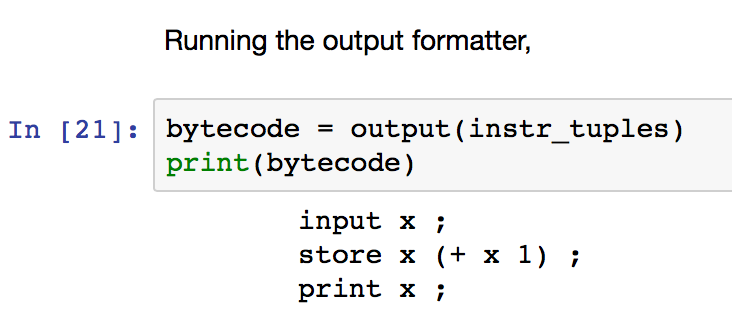 Running the output formatter,
In [21]: bytecode = output(instr_tuples)
print(bytecode)
input x ;
store x (+ x 1) ;
print x ;